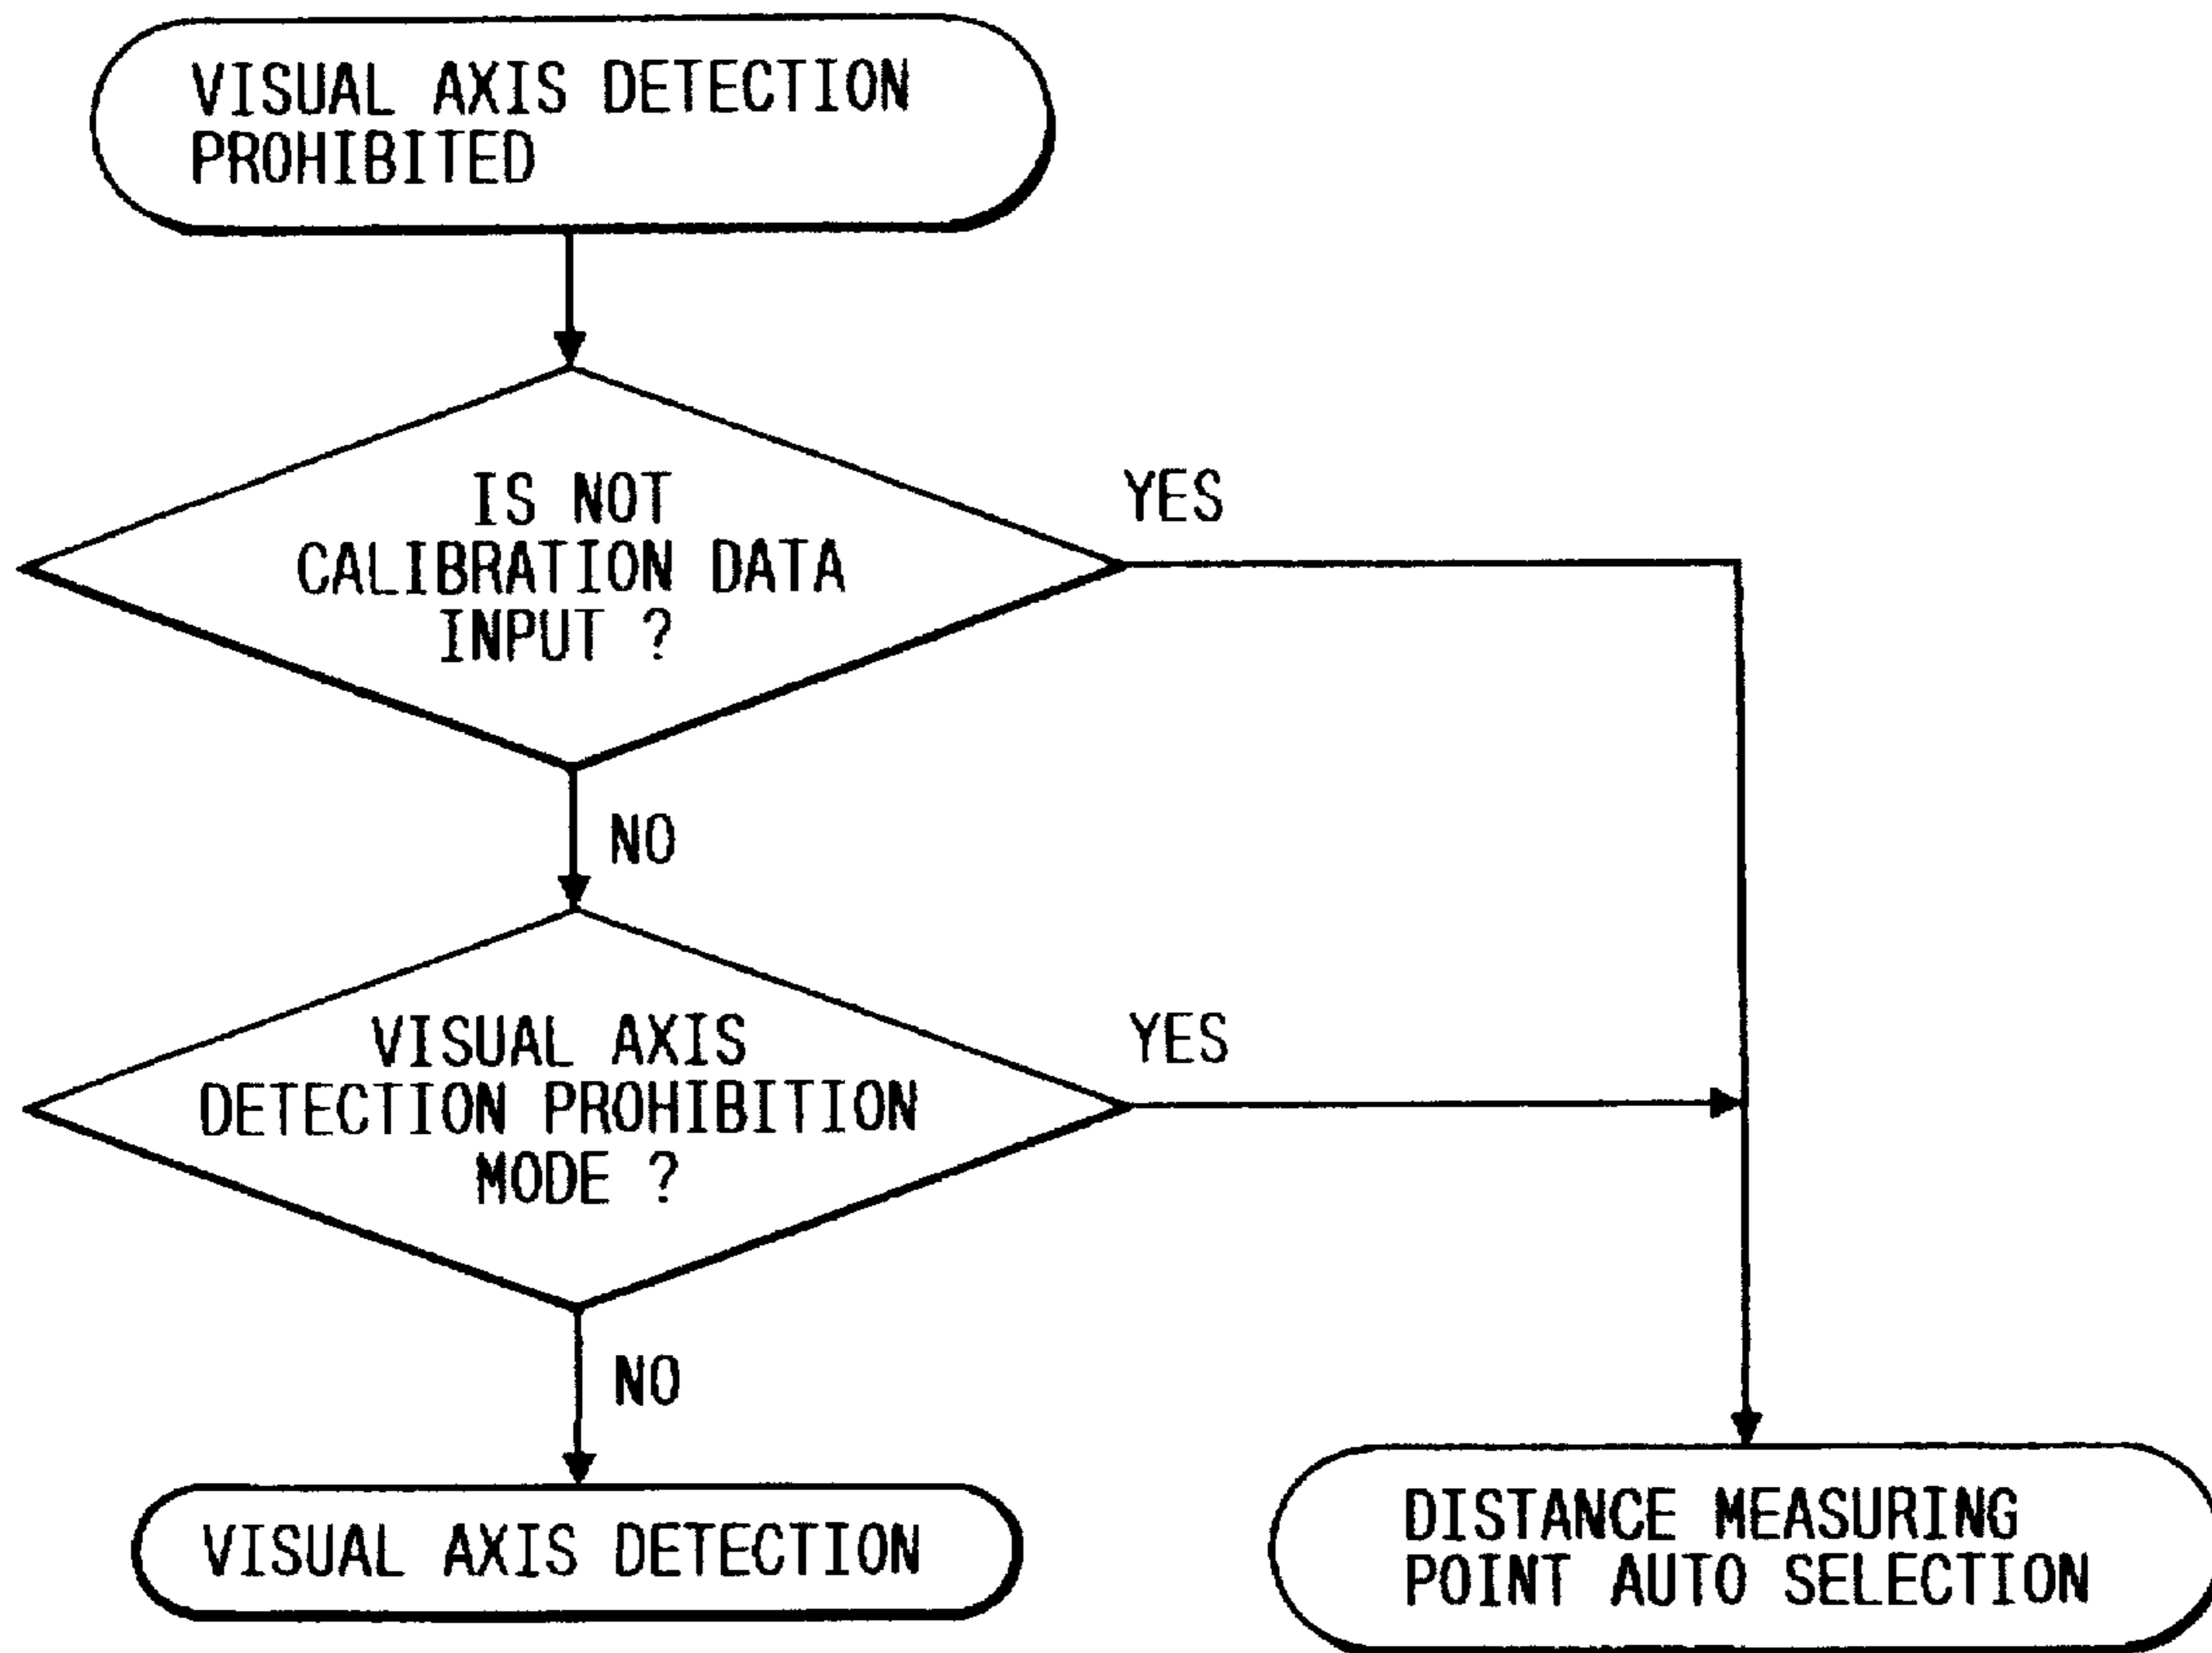 VISUAL AXIS DETECTION
PROHIBITED
IS NOT
CALIBRATION DATA
INPUT ?
YES
NO
VISUAL AXIS
DETECTION PROHIBITION
MODE ?
YES
NO
VISUAL AXIS DETECTION
DISTANCE MEASURING
POINT AUTO SELECTION